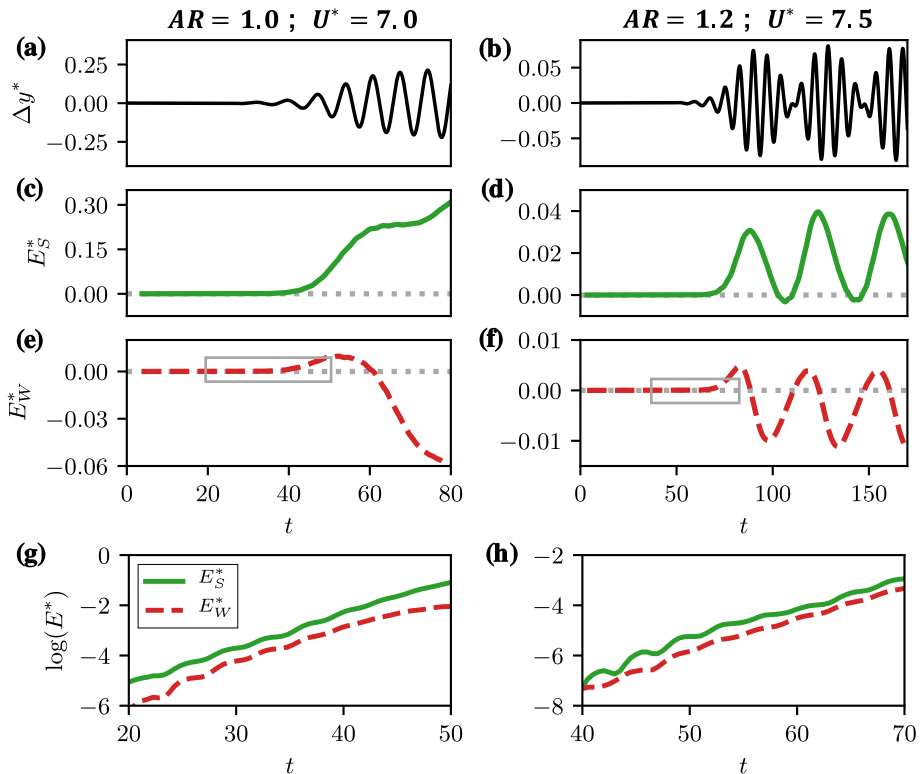 AR = 1.0 ; U* = 7.0
AR = 1.2 ; U* = 7.5
(a)
0.25
0.00
−0.25
Δy*
(b)
0.05
0.00
−0.05
(c)
0.30
0.15
0.00
E*S
(d)
0.04
0.02
0.00
(e)
0.00
−0.03
−0.06
E*W
0 20 40 60 80
t
(f)
0.01
0.00
−0.01
0 50 100 150
t
(g)
0
−2
−4
−6
log(E*)
E*S
E*W
20 30 40 50
t
(h)
−2
−4
−6
−8
40 50 60 70
t